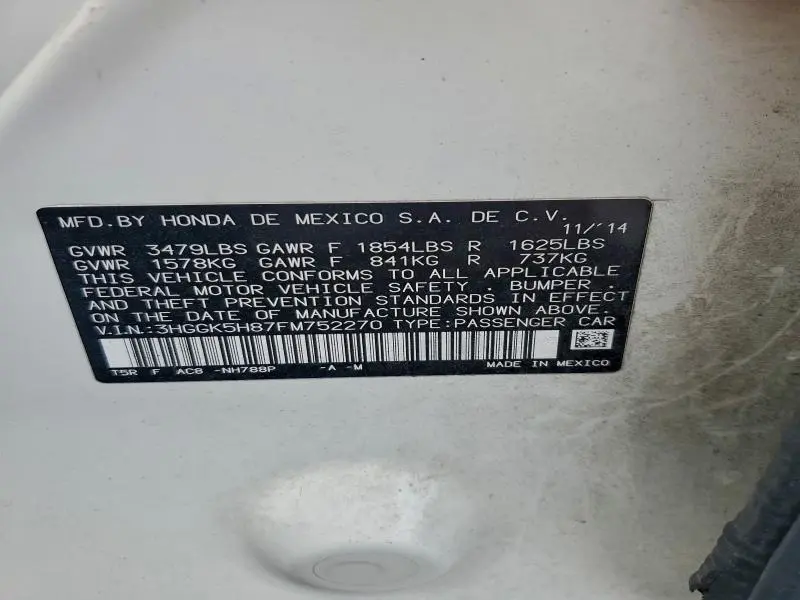 MFD.BY HONDA DE MEXICO S.A. DE C.V.
11/'14
GVWR 3479LBS GAWR F 1854LBS R 1625LBS
GVWR 1578KG GAWR F 841KG R 737KG
THIS VEHICLE CONFORMS TO ALL APPLICABLE
FEDERAL MOTOR VEHICLE SAFETY . BUMPER .
AND THEFT PREVENTION STANDARDS IN EFFECT
ON THE DATE OF MANUFACTURE SHOWN ABOVE.
V.I.N.:3HGGK5H87FM752270 TYPE:PASSENGER CAR
T5R F AC8 -NH788P -A -M MADE IN MEXICO